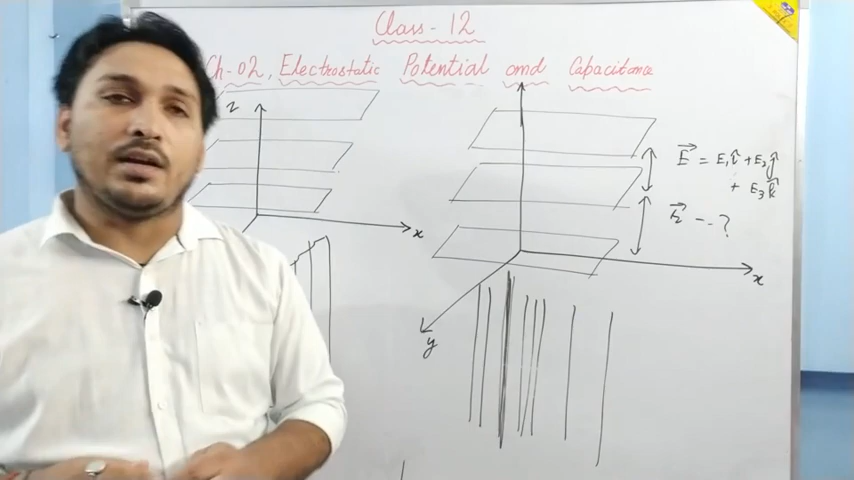 Class - 12
Ch-02, Electrostatic Potential and Capacitance
z
x
E⃗ = E₁î + E₂ĵ
+ E₃k̂
--?
x
y